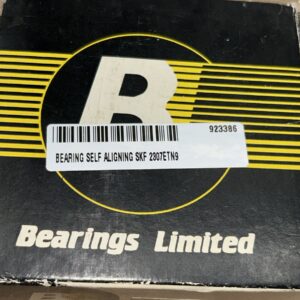 B
923386
BEARING SELF ALIGNING SKF 2307ETN9
Bearings Limited